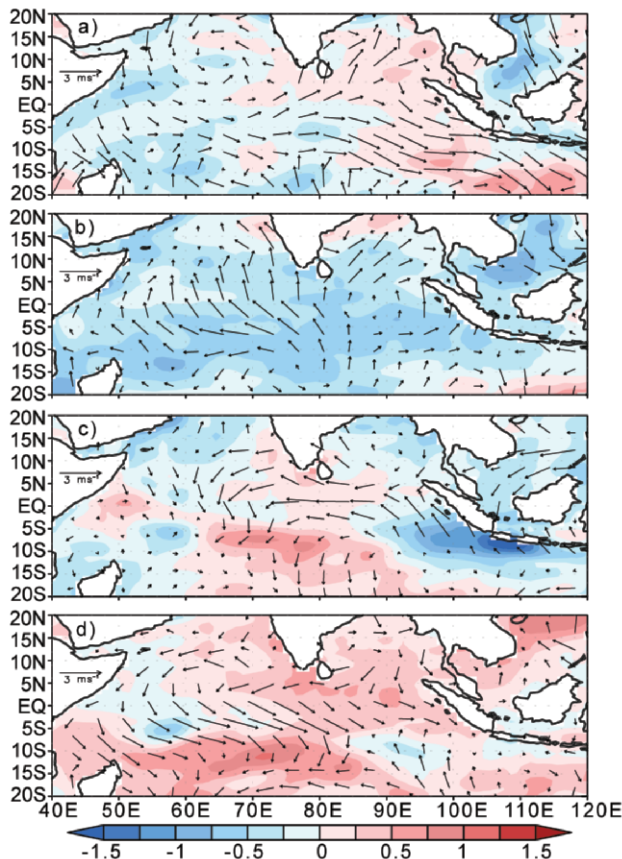 a)
20N
15N
10N
5N
EQ
5S
10S
15S
20S
3 ms⁻¹
b)
20N
15N
10N
5N
EQ
5S
10S
15S
20S
3 ms⁻¹
c)
20N
15N
10N
5N
EQ
5S
10S
15S
20S
3 ms⁻¹
d)
20N
15N
10N
5N
EQ
5S
10S
15S
20S
3 ms⁻¹
40E 50E 60E 70E 80E 90E 100E 110E 120E
-1.5 -1 -0.5 0 0.5 1 1.5